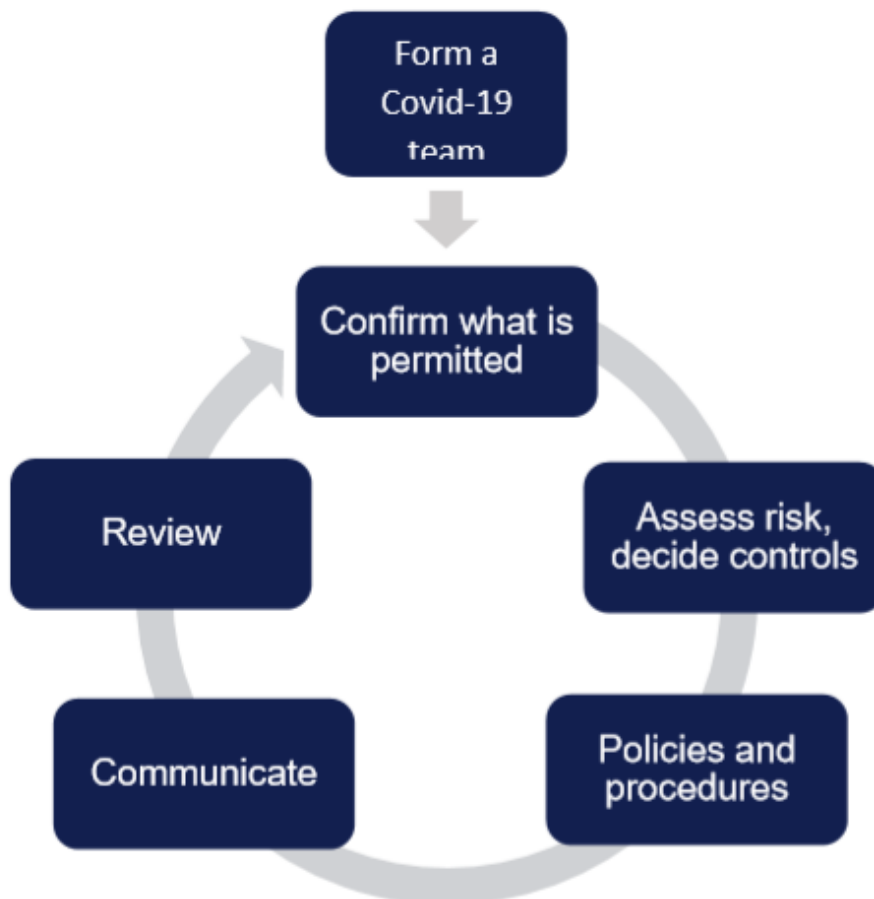 Form a
Covid-19
team
Confirm what is
permitted
Assess risk,
decide controls
Policies and
procedures
Communicate
Review